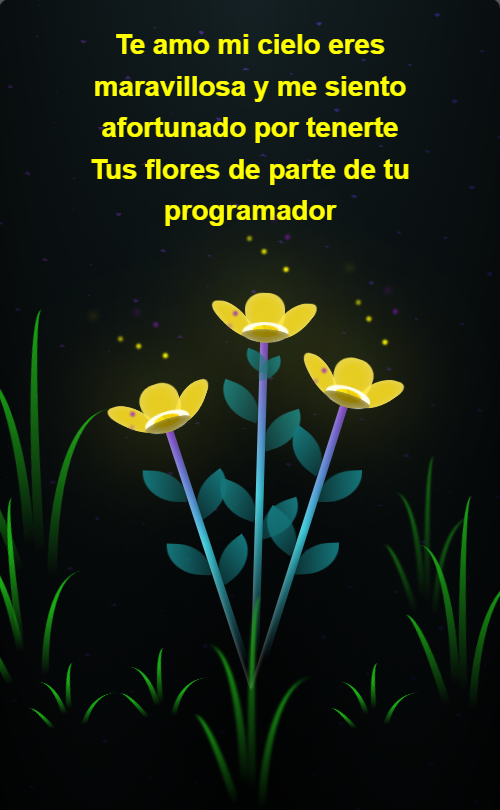 Te amo mi cielo eres
maravillosa y me siento
afortunado por tenerte
Tus flores de parte de tu
programador